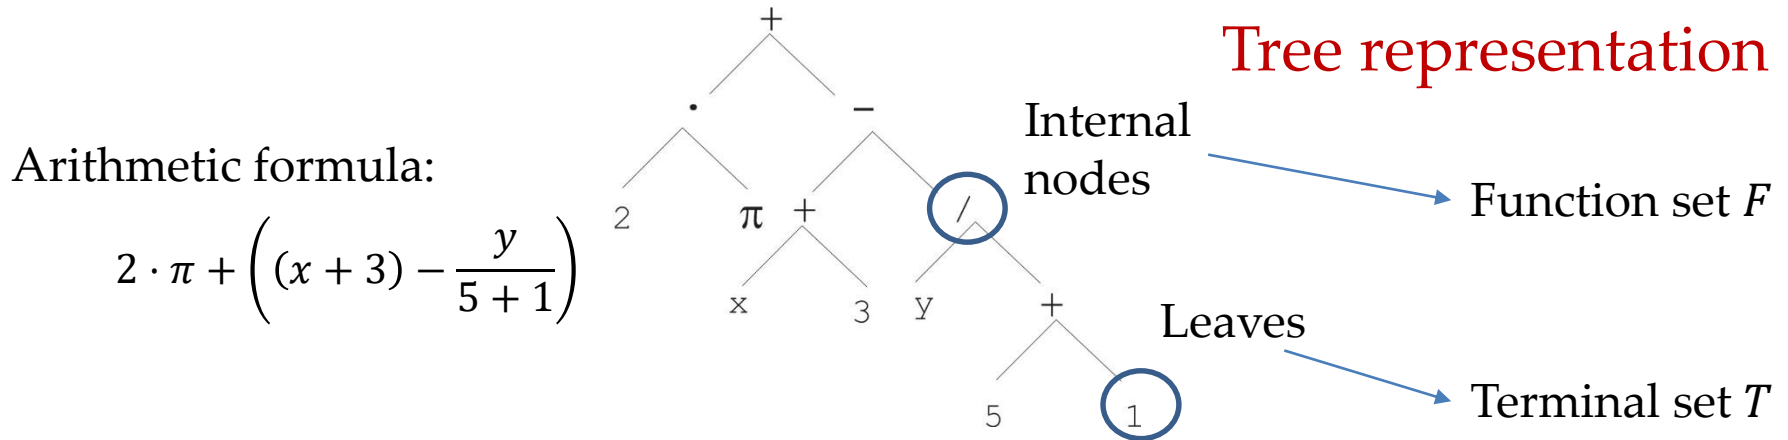 Tree representation
Arithmetic formula:
2 · π + ((x + 3) − y / (5 + 1))
+
· −
2 π + /
x 3 y +
5 1
Internal
nodes
Function set F
Leaves
Terminal set T